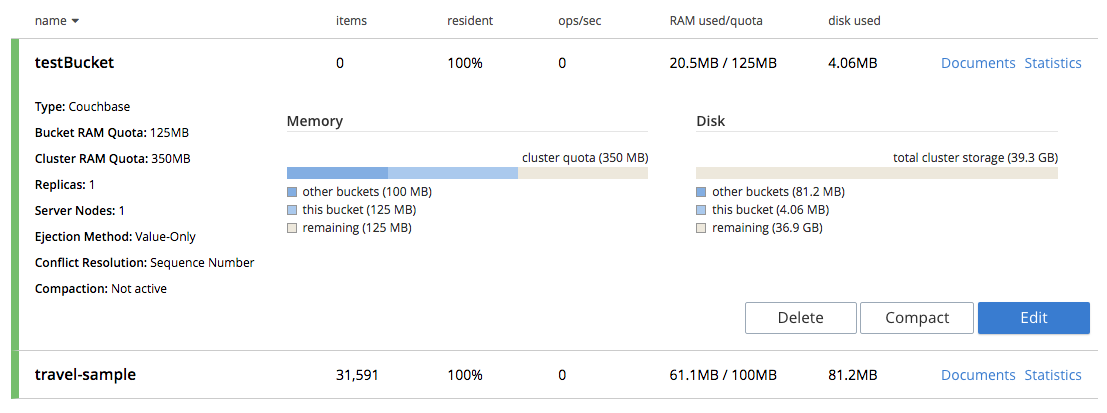 name items resident ops/sec RAM used/quota disk used
testBucket 0 100% 0 20.5MB / 125MB 4.06MB Documents Statistics
Type: Couchbase
Bucket RAM Quota: 125MB
Cluster RAM Quota: 350MB
Replicas: 1
Server Nodes: 1
Ejection Method: Value-Only
Conflict Resolution: Sequence Number
Compaction: Not active
Memory
cluster quota (350 MB)
other buckets (100 MB)
this bucket (125 MB)
remaining (125 MB)
Disk
total cluster storage (39.3 GB)
other buckets (81.2 MB)
this bucket (4.06 MB)
remaining (36.9 GB)
Delete Compact Edit
travel-sample 31,591 100% 0 61.1MB / 100MB 81.2MB Documents Statistics